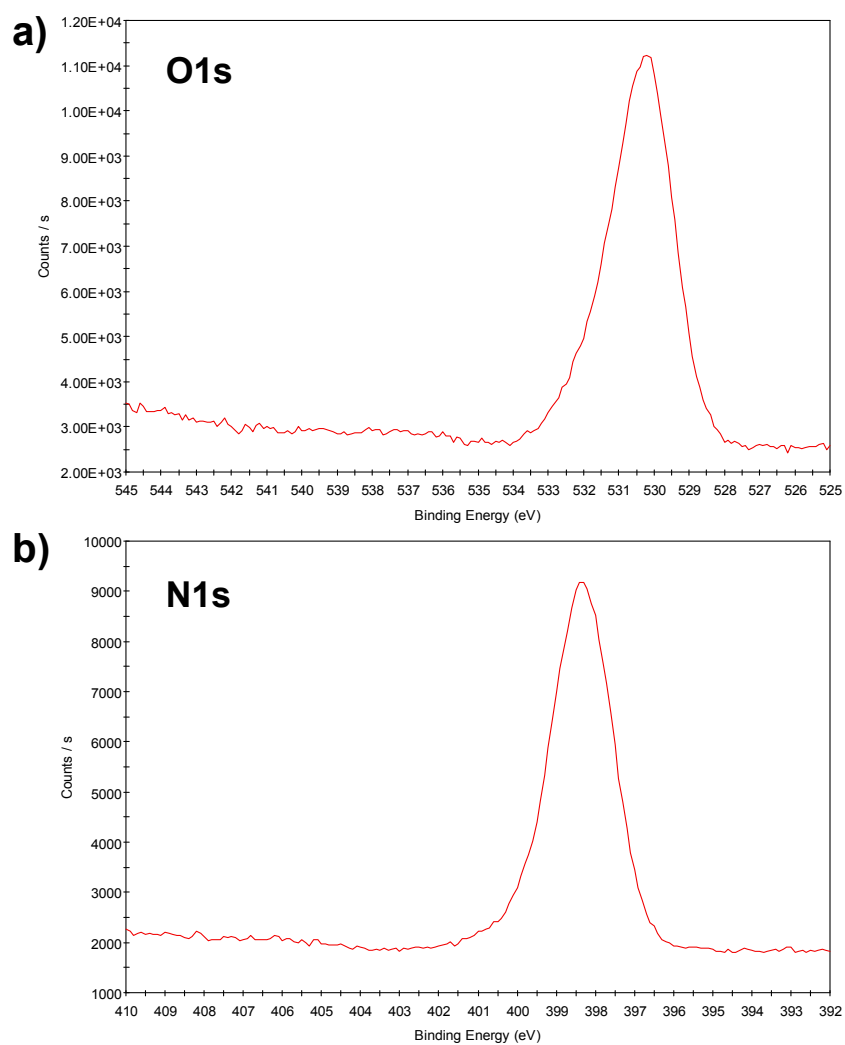 a)
O1s
1.20E+04
1.10E+04
1.00E+04
9.00E+03
8.00E+03
7.00E+03
6.00E+03
5.00E+03
4.00E+03
3.00E+03
2.00E+03
Counts / s
545 544 543 542 541 540 539 538 537 536 535 534 533 532 531 530 529 528 527 526 525
Binding Energy (eV)
b)
N1s
10000
9000
8000
7000
6000
5000
4000
3000
2000
1000
Counts / s
410 409 408 407 406 405 404 403 402 401 400 399 398 397 396 395 394 393 392
Binding Energy (eV)